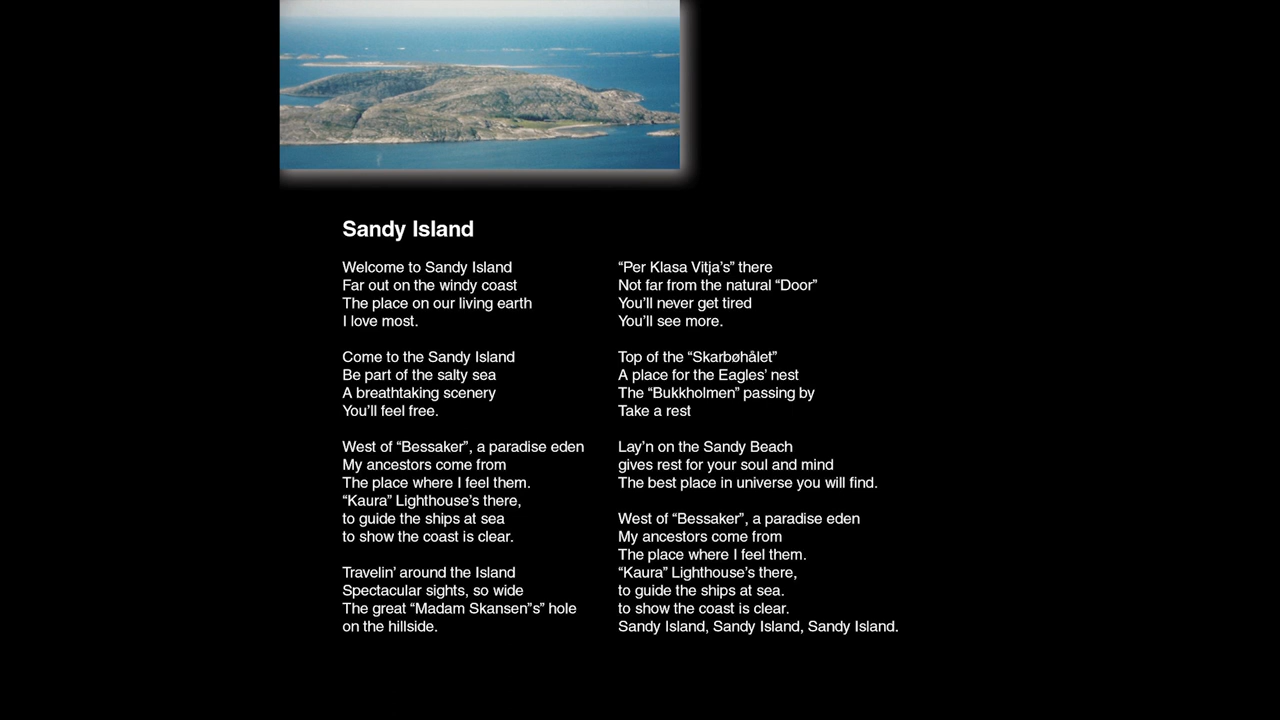 Sandy Island
Welcome to Sandy Island
Far out on the windy coast
The place on our living earth
I love most.
Come to the Sandy Island
Be part of the salty sea
A breathtaking scenery
You’ll feel free.
West of “Bessaker”, a paradise eden
My ancestors come from
The place where I feel them.
“Kaura” Lighthouse’s there,
to guide the ships at sea
to show the coast is clear.
Travelin’ around the Island
Spectacular sights, so wide
The great “Madam Skansen”s” hole
on the hillside.
“Per Klasa Vitja’s” there
Not far from the natural “Door”
You’ll never get tired
You’ll see more.
Top of the “Skarbøhålet”
A place for the Eagles’ nest
The “Bukkholmen” passing by
Take a rest
Lay’n on the Sandy Beach
gives rest for your soul and mind
The best place in universe you will find.
West of “Bessaker”, a paradise eden
My ancestors come from
The place where I feel them.
“Kaura” Lighthouse’s there,
to guide the ships at sea.
to show the coast is clear.
Sandy Island, Sandy Island, Sandy Island.